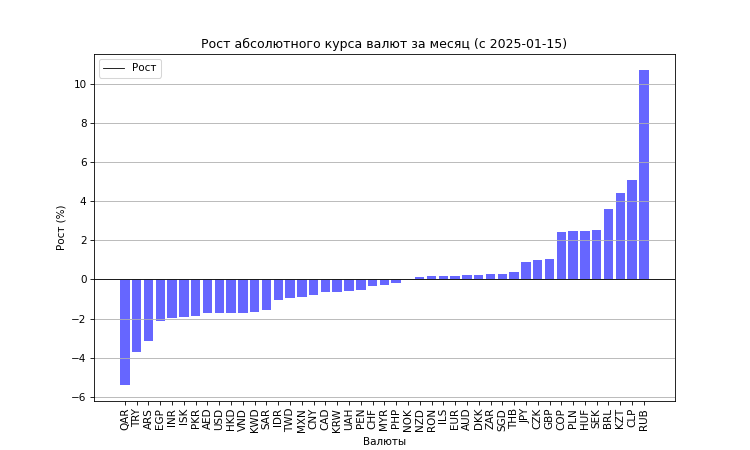 Рост абсолютного курса валют за месяц (с 2025-01-15)
Рост
10
8
6
4
2
0
−2
−4
−6
Рост (%)
QAR
TRY
ARS
EGP
INR
ISK
PKR
AED
USD
HKD
VND
KWD
SAR
IDR
TWD
MXN
CNY
CAD
KRW
UAH
PEN
CHF
MYR
PHP
NOK
NZD
RON
ILS
EUR
AUD
DKK
ZAR
SGD
THB
JPY
CZK
GBP
COP
PLN
HUF
SEK
BRL
KZT
CLP
RUB
Валюты